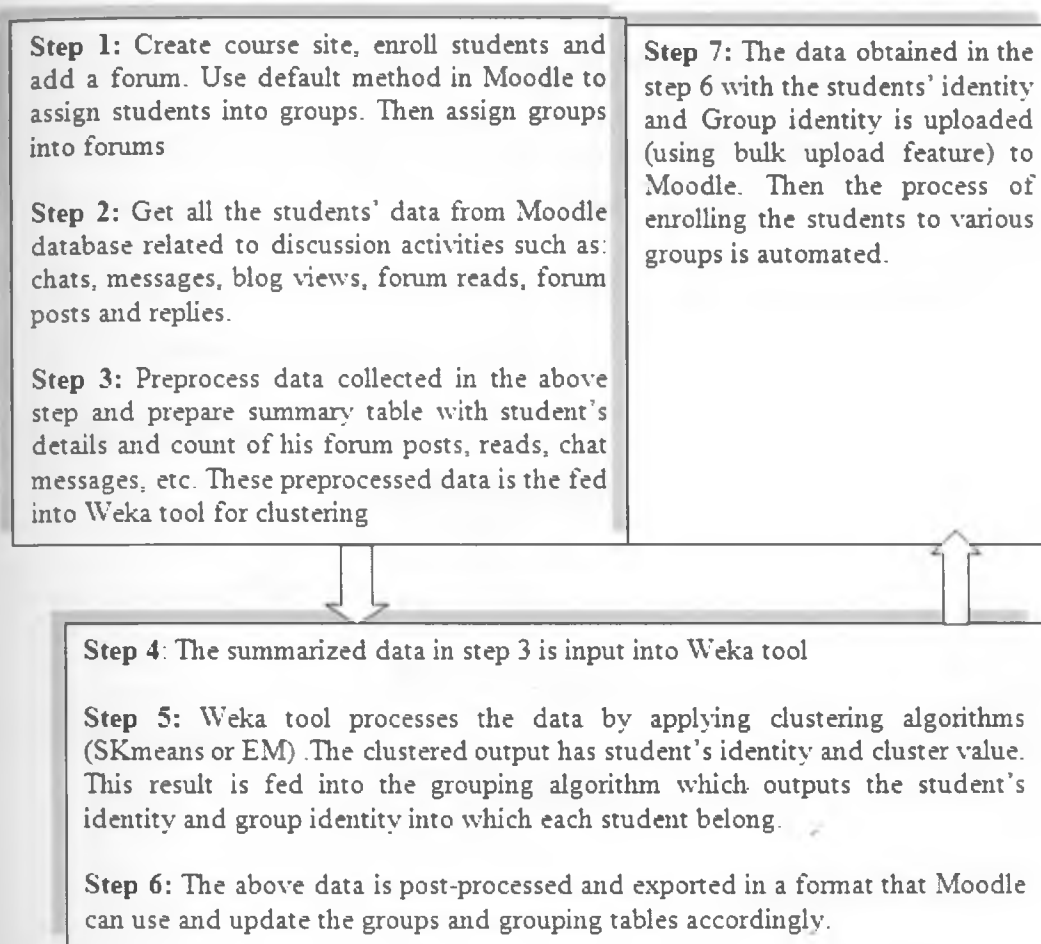 Step 1: Create course site, enroll students and
add a forum. Use default method in Moodle to
assign students into groups. Then assign groups
into forums
Step 2: Get all the students' data from Moodle
database related to discussion activities such as:
chats, messages, blog views, forum reads, forum
posts and replies.
Step 3: Preprocess data collected in the above
step and prepare summary table with student's
details and count of his forum posts, reads, chat
messages, etc. These preprocessed data is the fed
into Weka tool for clustering
Step 7: The data obtained in the
step 6 with the students' identity
and Group identity is uploaded
(using bulk upload feature) to
Moodle. Then the process of
enrolling the students to various
groups is automated.
Step 4: The summarized data in step 3 is input into Weka tool
Step 5: Weka tool processes the data by applying clustering algorithms
(SKmeans or EM) .The clustered output has student's identity and cluster value.
This result is fed into the grouping algorithm which outputs the student's
identity and group identity into which each student belong.
Step 6: The above data is post-processed and exported in a format that Moodle
can use and update the groups and grouping tables accordingly.